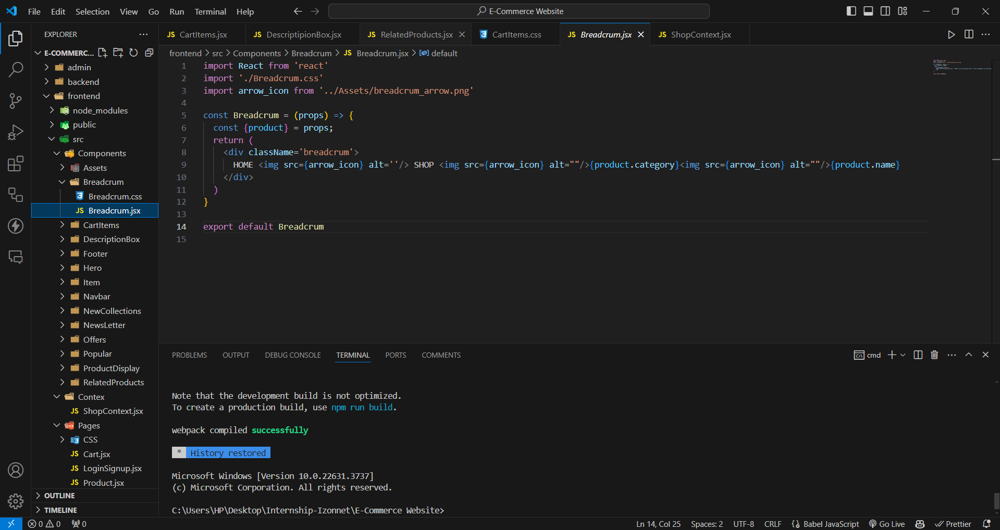 File Edit Selection View Go Run Terminal Help
E-Commerce Website
EXPLORER
E-COMMERC...
admin
backend
frontend
node_modules
public
src
Components
Assets
Breadcrum
Breadcrum.css
JS Breadcrum.jsx
CartItems
DescriptionBox
Footer
Hero
Item
Navbar
NewCollections
NewsLetter
Offers
Popular
ProductDisplay
RelatedProducts
Contex
JS ShopContext.jsx
Pages
CSS
JS Cart.jsx
JS LoginSignup.jsx
JS Product.jsx
OUTLINE
TIMELINE
JS CartItems.jsx JS DescriptipionBox.jsx JS RelatedProducts.jsx CartItems.css JS Breadcrum.jsx JS ShopContext.jsx
frontend > src > Components > Breadcrum > JS Breadcrum.jsx > default
1 import React from 'react'
2 import './Breadcrum.css'
3 import arrow_icon from '../Assets/breadcrum_arrow.png'
4
5 const Breadcrum = (props) => {
6 const {product} = props;
7 return (
8 <div className='breadcrum'>
9 HOME <img src={arrow_icon} alt=''/> SHOP <img src={arrow_icon} alt=""/>{product.category}<img src={arrow_icon} alt=""/>{product.name}
10 </div>
11 )
12 }
13
14 export default Breadcrum
15
PROBLEMS OUTPUT DEBUG CONSOLE TERMINAL PORTS COMMENTS
cmd
Note that the development build is not optimized.
To create a production build, use npm run build.
webpack compiled successfully
* History restored
Microsoft Windows [Version 10.0.22631.3737]
(c) Microsoft Corporation. All rights reserved.
C:\Users\HP\Desktop\Internship-Izonnet\E-Commerce Website>
0 0 0 Ln 14, Col 25 Spaces: 2 UTF-8 CRLF Babel JavaScript Go Live Prettier